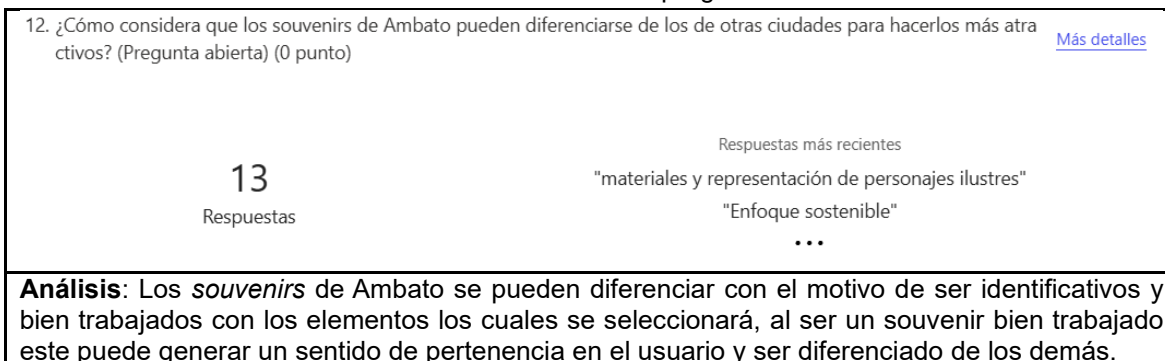 12. ¿Cómo considera que los souvenirs de Ambato pueden diferenciarse de los de otras ciudades para hacerlos más atra
ctivos? (Pregunta abierta) (0 punto)
Más detalles
13
Respuestas
Respuestas más recientes
"materiales y representación de personajes ilustres"
"Enfoque sostenible"
...
Análisis: Los souvenirs de Ambato se pueden diferenciar con el motivo de ser identificativos y
bien trabajados con los elementos los cuales se seleccionará, al ser un souvenir bien trabajado
este puede generar un sentido de pertenencia en el usuario y ser diferenciado de los demás.